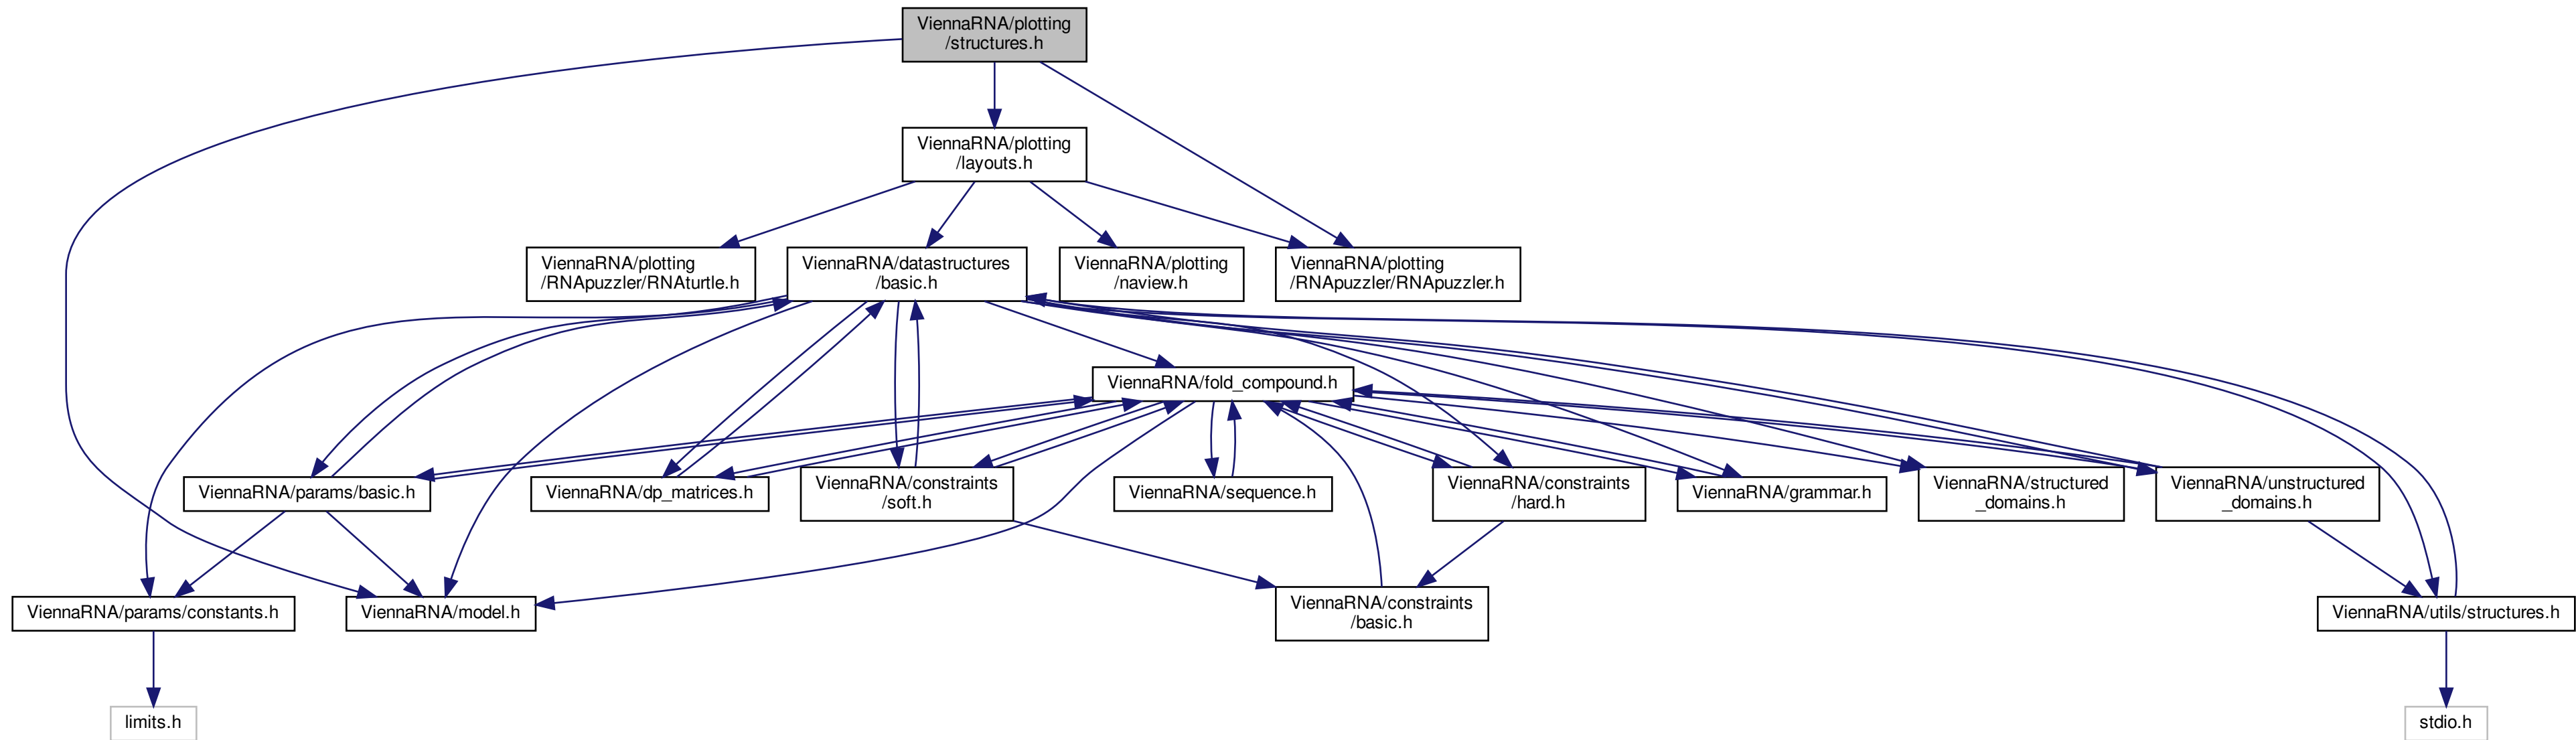 ViennaRNA/plotting
/structures.h
ViennaRNA/plotting
/layouts.h
ViennaRNA/plotting
/RNApuzzler/RNAturtle.h
ViennaRNA/datastructures
/basic.h
ViennaRNA/plotting
/naview.h
ViennaRNA/plotting
/RNApuzzler/RNApuzzler.h
ViennaRNA/fold_compound.h
ViennaRNA/params/basic.h
ViennaRNA/dp_matrices.h
ViennaRNA/constraints
/soft.h
ViennaRNA/sequence.h
ViennaRNA/constraints
/hard.h
ViennaRNA/grammar.h
ViennaRNA/structured
_domains.h
ViennaRNA/unstructured
_domains.h
ViennaRNA/params/constants.h
ViennaRNA/model.h
ViennaRNA/constraints
/basic.h
ViennaRNA/utils/structures.h
limits.h
stdio.h